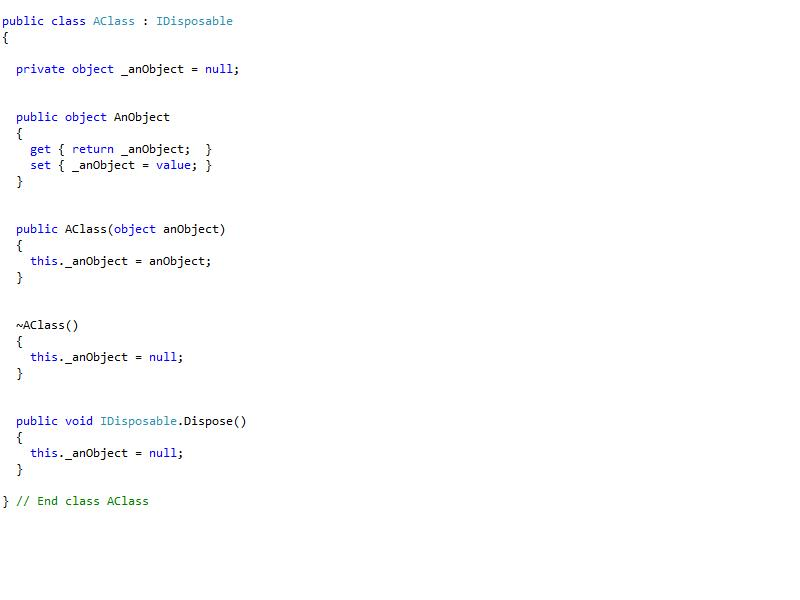 public class AClass : IDisposable
{
private object _anObject = null;
public object AnObject
{
get { return _anObject;  }
set { _anObject = value; }
}
public AClass(object anObject)
{
this._anObject = anObject;
}
~AClass()
{
this._anObject = null;
}
public void IDisposable.Dispose()
{
this._anObject = null;
}
} // End class AClass